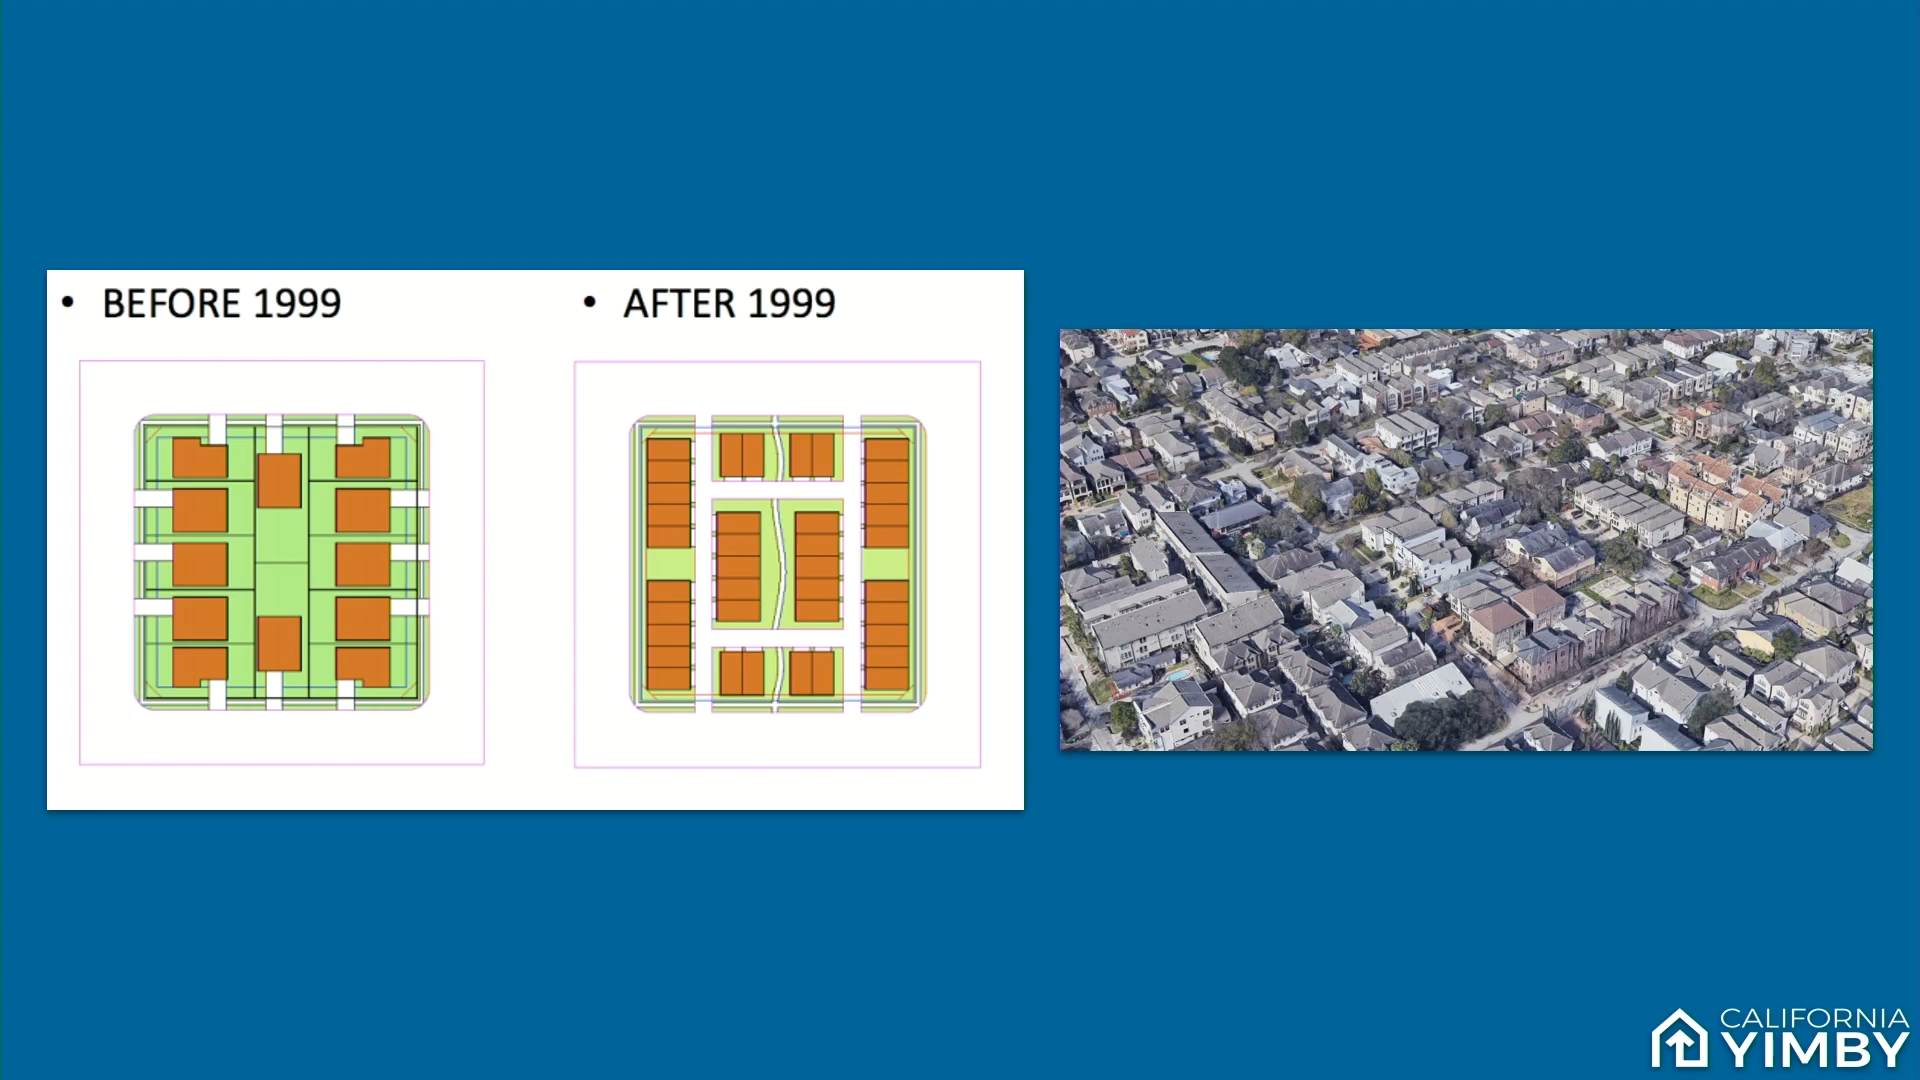 • BEFORE 1999
• AFTER 1999
CALIFORNIA
YIMBY